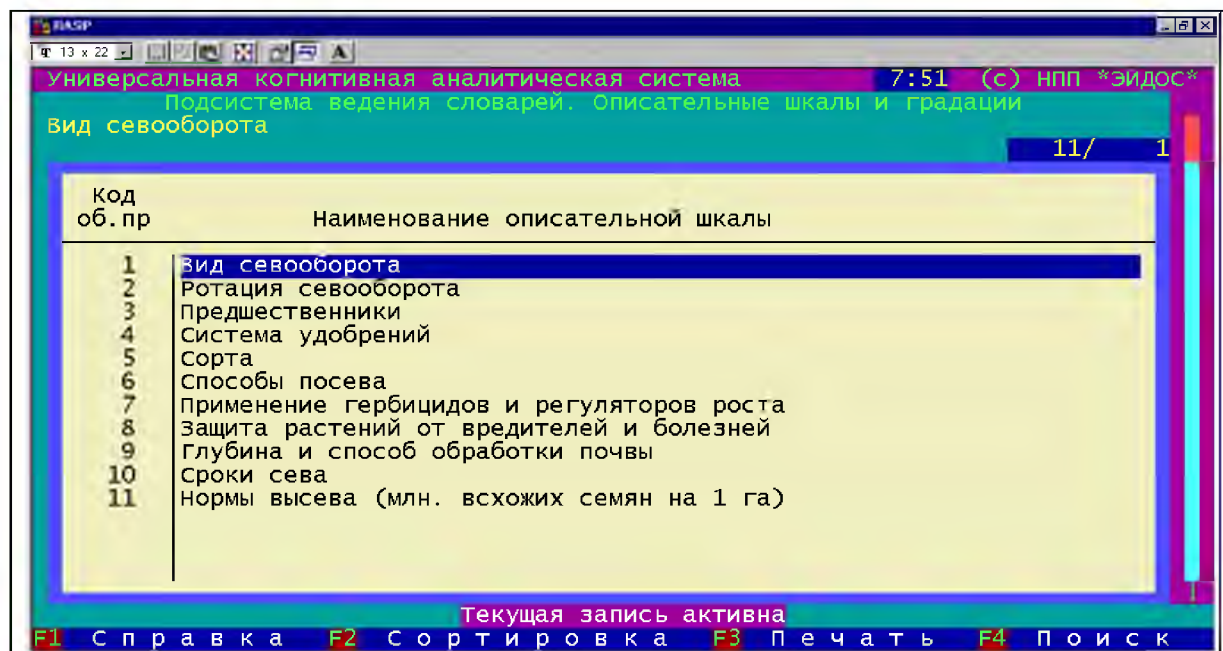 RASP
13 x 22 A
Универсальная когнитивная аналитическая система 7:51 (с) НПП *ЭЙДОС*
Подсистема ведения словарей. Описательные шкалы и градации
Вид севооборота
11/ 1
Код
об.пр Наименование описательной шкалы
1 Вид севооборота
2 Ротация севооборота
3 Предшественники
4 Система удобрений
5 Сорта
6 Способы посева
7 Применение гербицидов и регуляторов роста
8 Защита растений от вредителей и болезней
9 Глубина и способ обработки почвы
10 Сроки сева
11 Нормы высева (млн. всхожих семян на 1 га)
Текущая запись активна
F1 Справка F2 Сортировка F3 Печать F4 Поиск